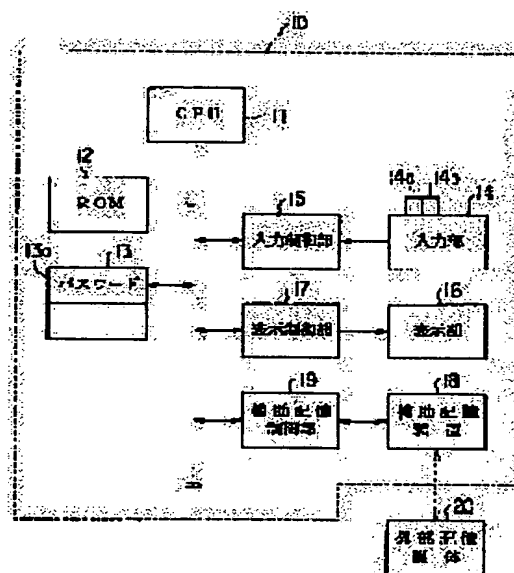 10
CPU
11
12
ROM
13a
13
パスワード
14a
14b
14
入力部
15
入力制御部
17
表示制御部
16
表示部
19
補助記憶
制御部
18
補助記憶
装置
20
外部記憶
媒体